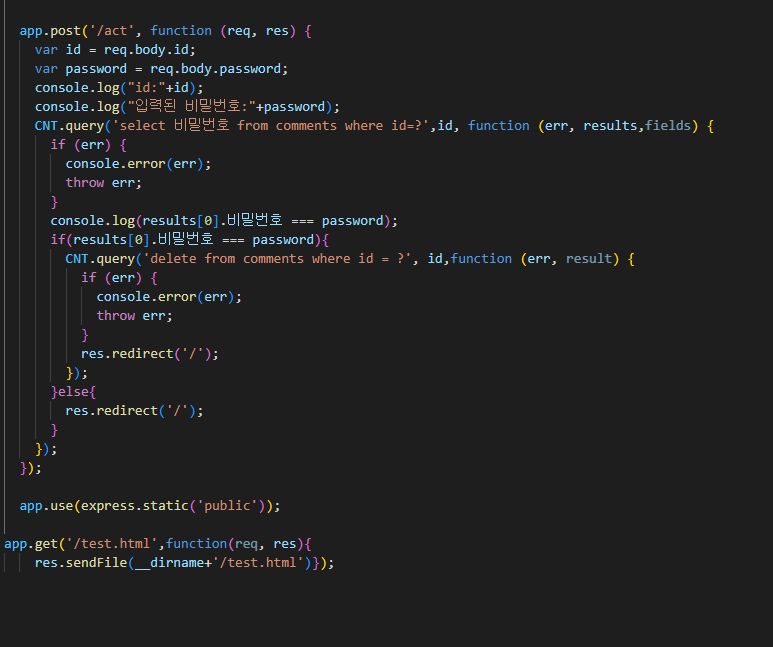 app.post('/act', function (req, res) {
var id = req.body.id;
var password = req.body.password;
console.log("id:"+id);
console.log("입력된 비밀번호:"+password);
CNT.query('select 비밀번호 from comments where id=?',id, function (err, results,fields) {
if (err) {
console.error(err);
throw err;
}
console.log(results[0].비밀번호 === password);
if(results[0].비밀번호 === password){
CNT.query('delete from comments where id = ?', id,function (err, result) {
if (err) {
console.error(err);
throw err;
}
res.redirect('/');
});
}else{
res.redirect('/');
}
});
});
app.use(express.static('public'));
app.get('/test.html',function(req, res){
res.sendFile(__dirname+'/test.html')});